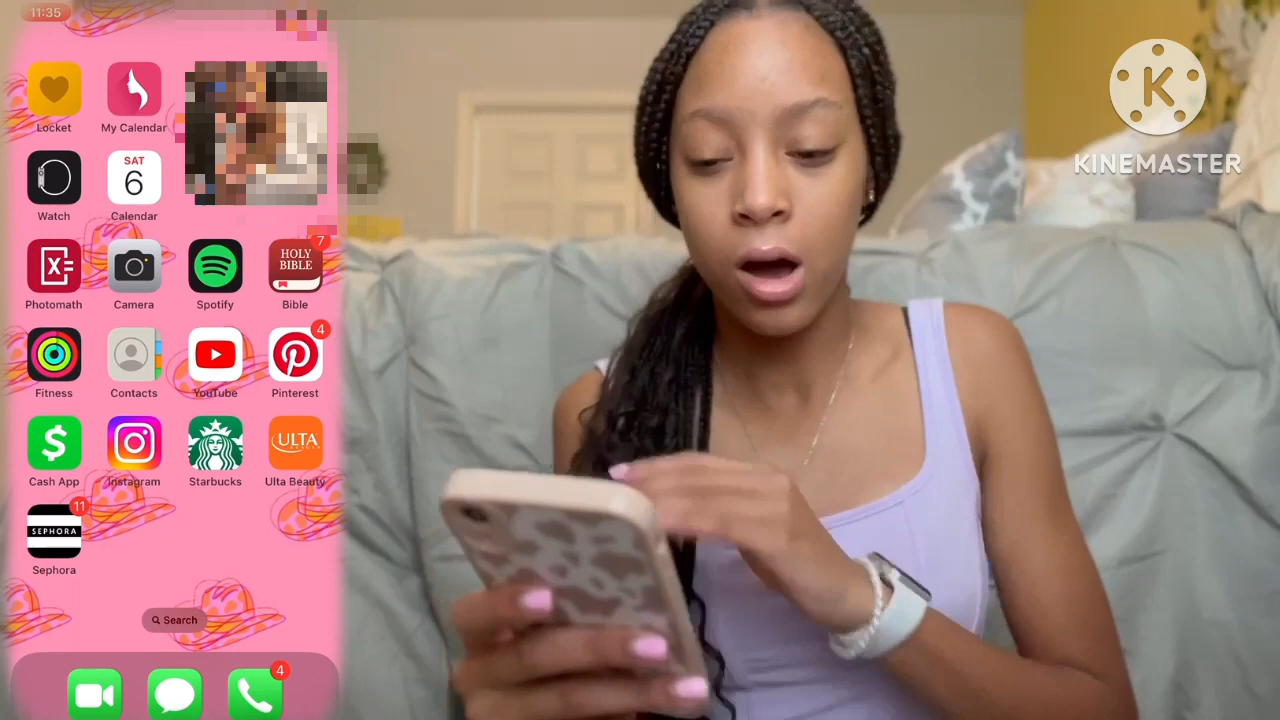 11:35
Locket
My Calendar
Watch
SAT
6
Calendar
Photomath
Camera
Spotify
HOLY
BIBLE
7
Bible
Fitness
Contacts
YouTube
4
Pinterest
$
Cash App
Instagram
Starbucks
ULTA
BEAUTY
Ulta Beauty
SEPHORA
11
Sephora
Search
4
K
KINEMASTER